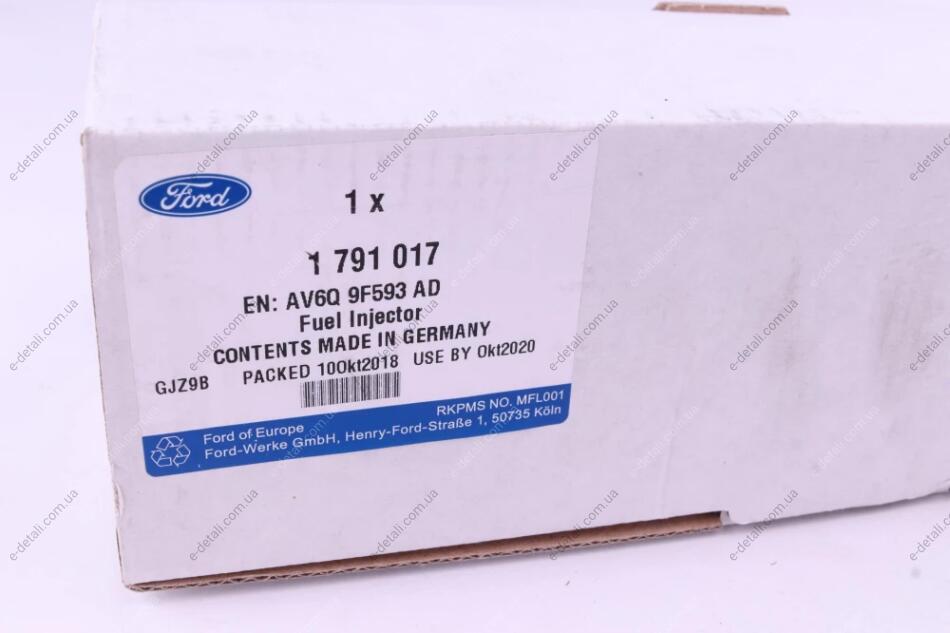 Ford
1 x
1 791 017
EN: AV6Q 9F593 AD
Fuel Injector
CONTENTS MADE IN GERMANY
GJZ9B PACKED 10Okt2018 USE BY Okt2020
RKPMS NO. MFL001
Ford of Europe
Ford-Werke GmbH, Henry-Ford-Straße 1, 50735 Köln
e-detali.com.ua